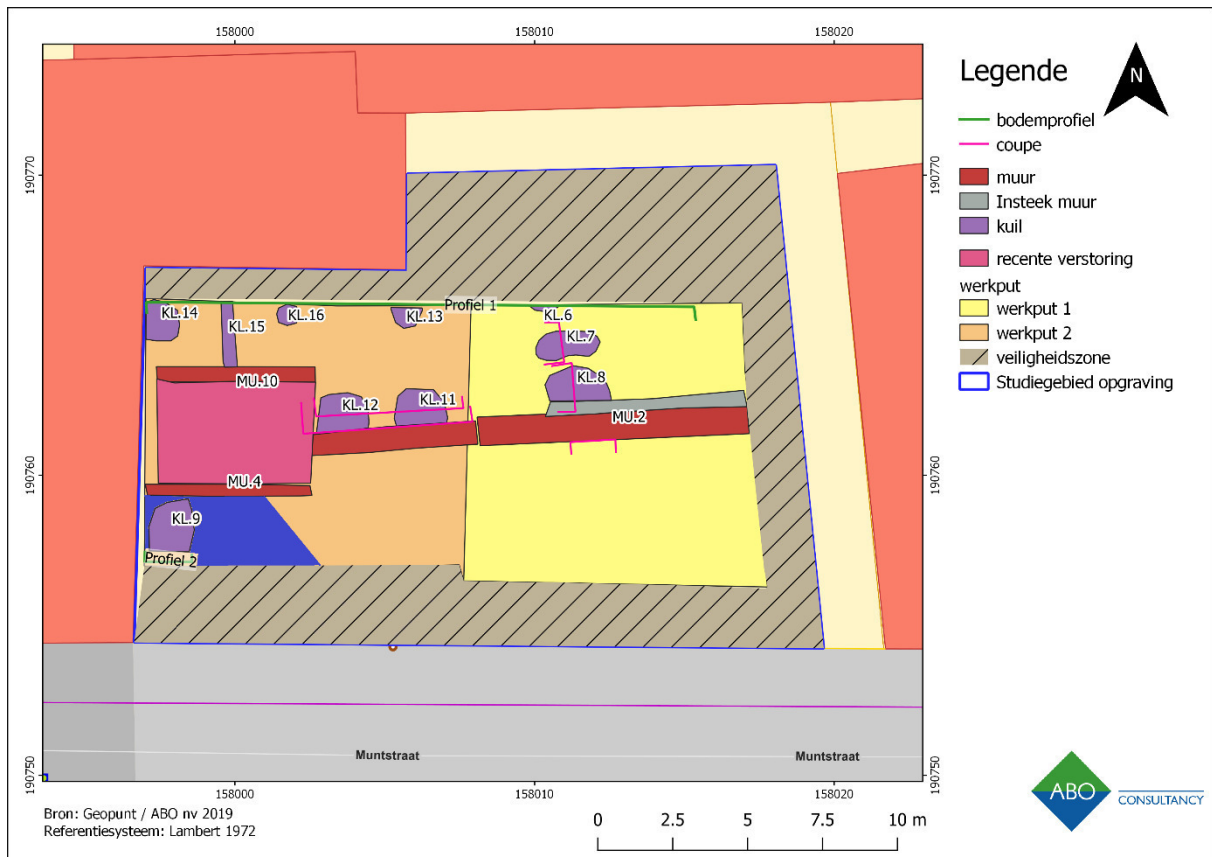 158000
158010
158020
190770
190760
190750
190770
190760
190750
Profiel 1
KL.14
KL.15
KL.16
KL.13
KL.6
KL.7
KL.8
MU.10
KL.12
KL.11
MU.2
MU.4
KL.9
Profiel 2
Muntstraat
Muntstraat
158000
158010
158020
Legende
N
bodemprofiel
coupe
muur
Insteek muur
kuil
recente verstoring
werkput
werkput 1
werkput 2
veiligheidszone
Studiegebied opgraving
Bron: Geopunt / ABO nv 2019
Referentiesysteem: Lambert 1972
0 2.5 5 7.5 10 m
ABO
CONSULTANCY